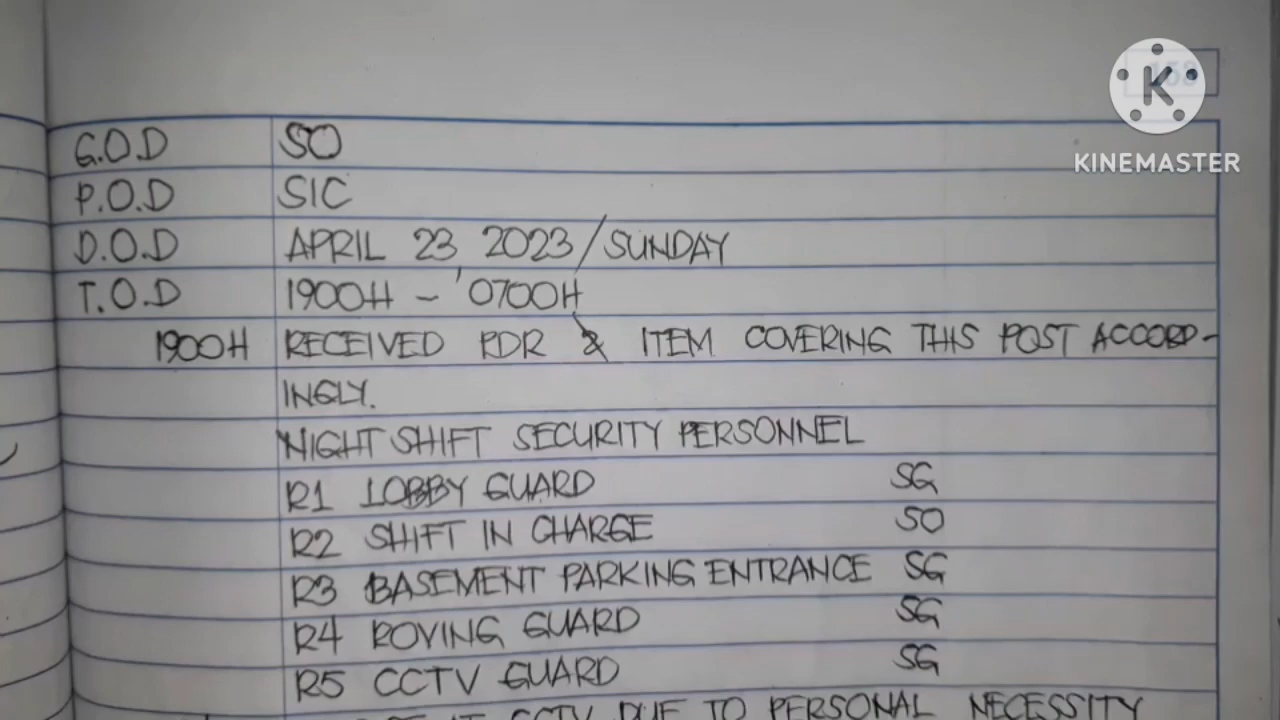 KINEMASTER
G.O.D SO
P.O.D SIC
D.O.D APRIL 23, 2023/SUNDAY
T.O.D 1900H - 0700H
1900H RECEIVED PDR & ITEM COVERING THIS POST ACCORD-
INGLY.
NIGHT SHIFT SECURITY PERSONNEL
R1 LOBBY GUARD SG
R2 SHIFT IN CHARGE SO
R3 BASEMENT PARKING ENTRANCE SG
R4 ROVING GUARD SG
R5 CCTV GUARD SG
CCTV DUE TO PERSONAL NECESSITY